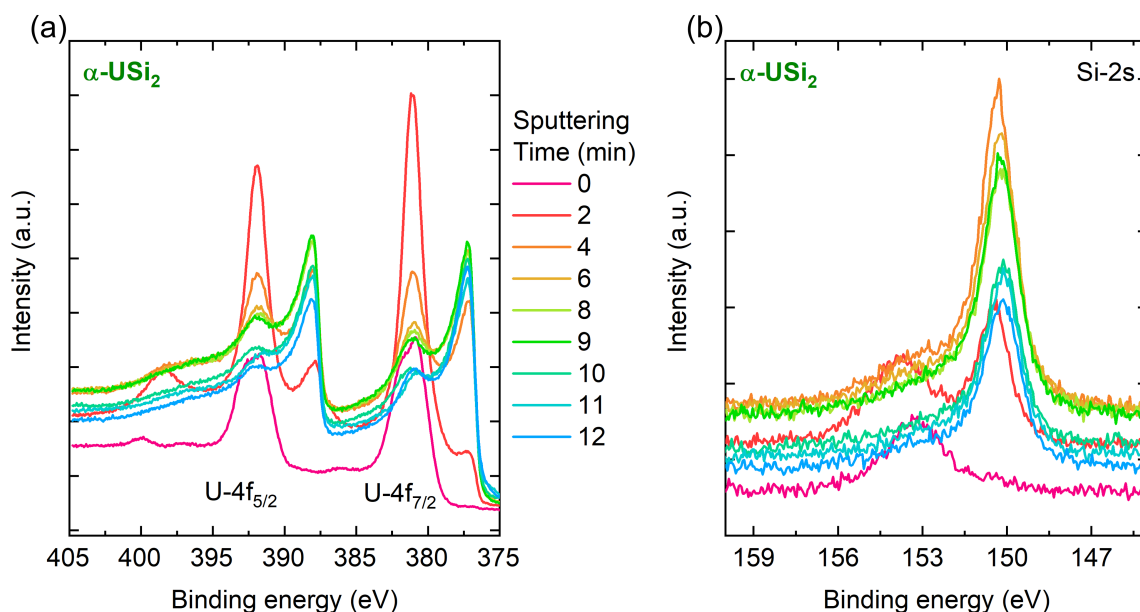 (a)
α-USi₂
Intensity (a.u.)
U-4f₅/₂
U-4f₇/₂
405 400 395 390 385 380 375
Binding energy (eV)
Sputtering
Time (min)
0
2
4
6
8
9
10
11
12
(b)
α-USi₂
Si-2s
Intensity (a.u.)
159 156 153 150 147
Binding energy (eV)